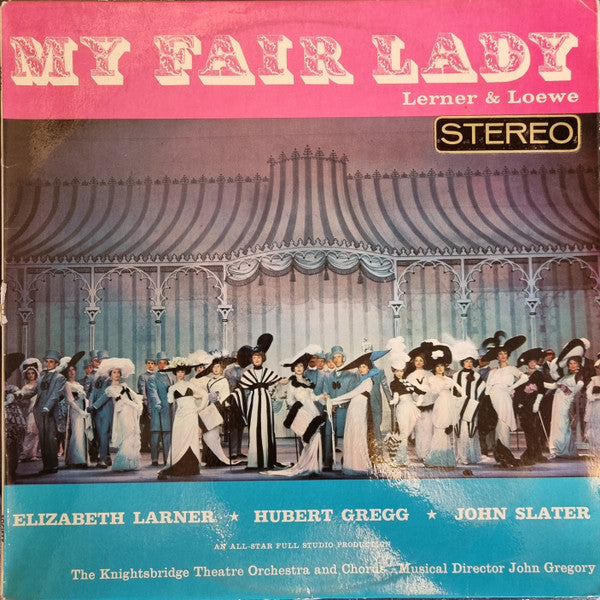 MY FAIR LADY
Lerner & Loewe
STEREO
ELIZABETH LARNER ★ HUBERT GREGG ★ JOHN SLATER
AN ALL-STAR FULL STUDIO PRODUCTION
The Knightsbridge Theatre Orchestra and Chorus - Musical Director John Gregory